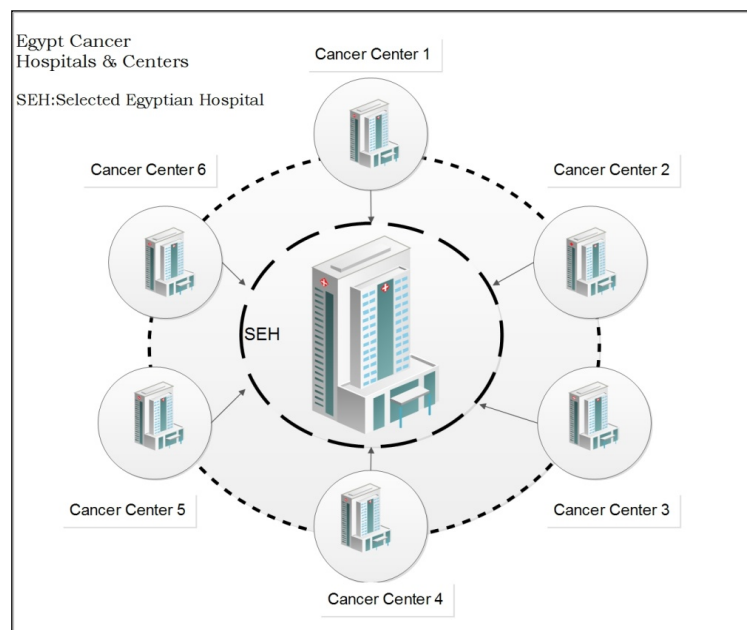 Egypt Cancer
Hospitals & Centers
SEH:Selected Egyptian Hospital
Cancer Center 1
Cancer Center 6
Cancer Center 2
SEH
Cancer Center 5
Cancer Center 3
Cancer Center 4